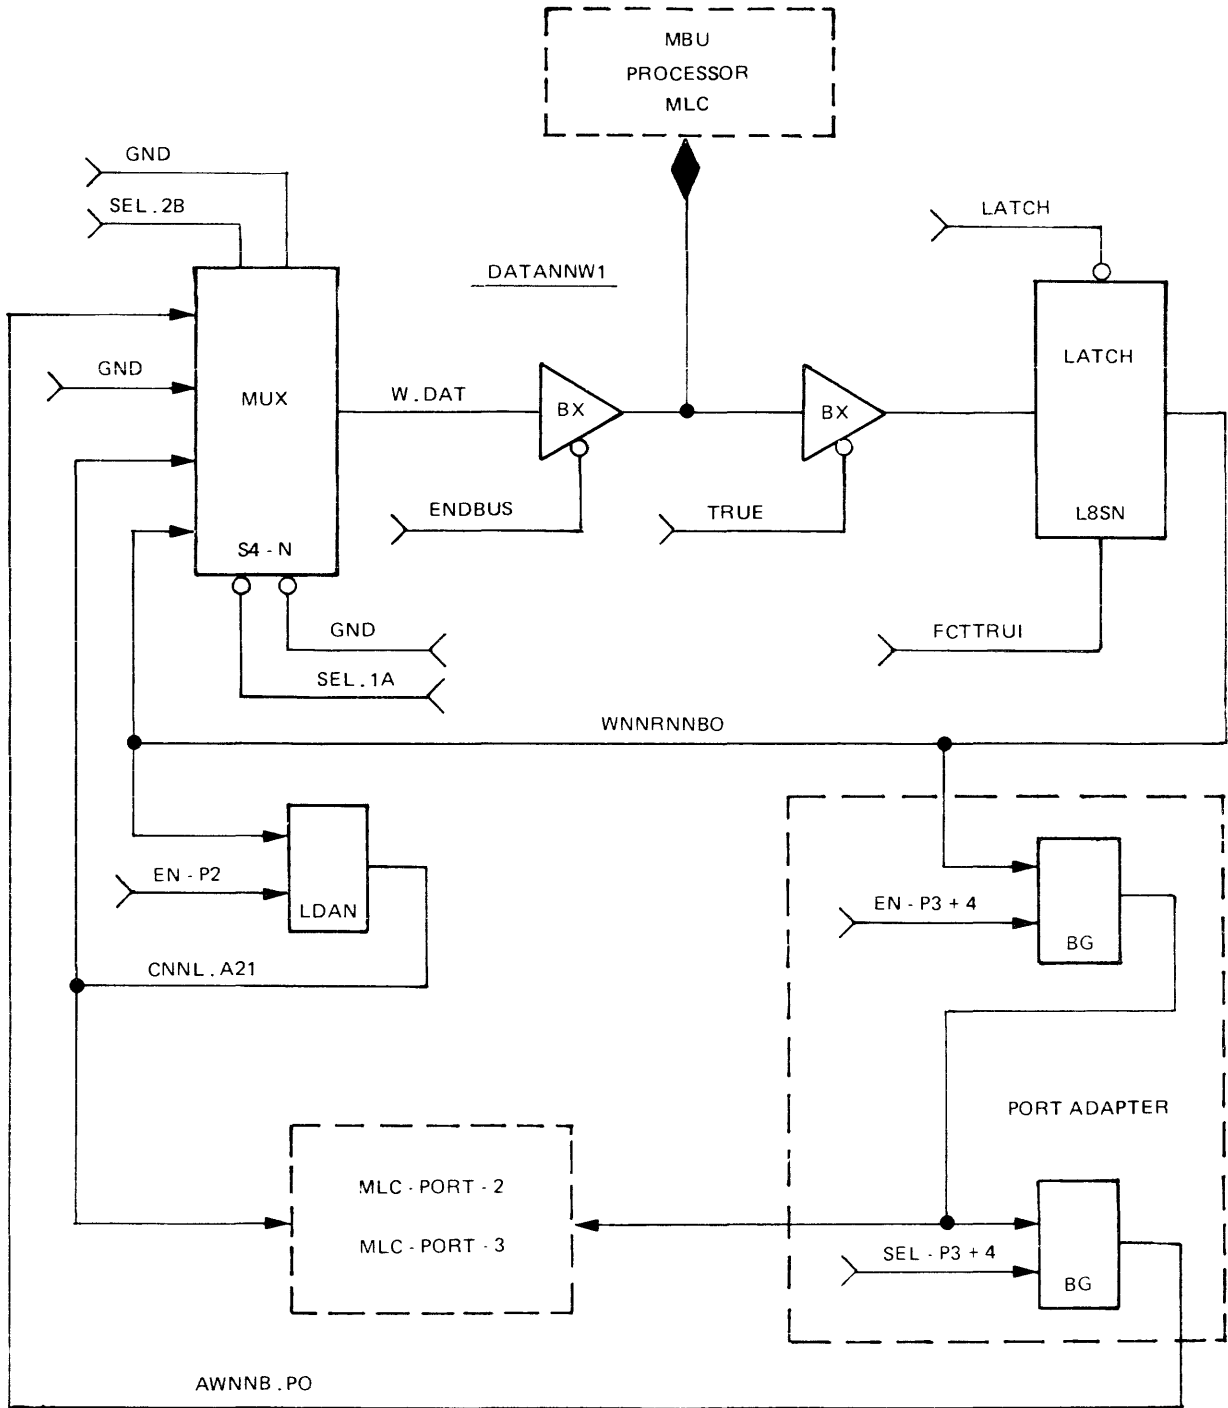 MBU
PROCESSOR
MLC
GND
SEL.2B
LATCH
DATANNW1
GND
MUX
W.DAT
BX
BX
LATCH
ENDBUS
TRUE
L8SN
S4-N
GND
SEL.1A
FCTTRUI
WNNRNNBO
EN-P2
LDAN
EN-P3+4
BG
CNNL.A21
PORT ADAPTER
MLC-PORT-2
MLC-PORT-3
SEL-P3+4
BG
AWNNB.PO